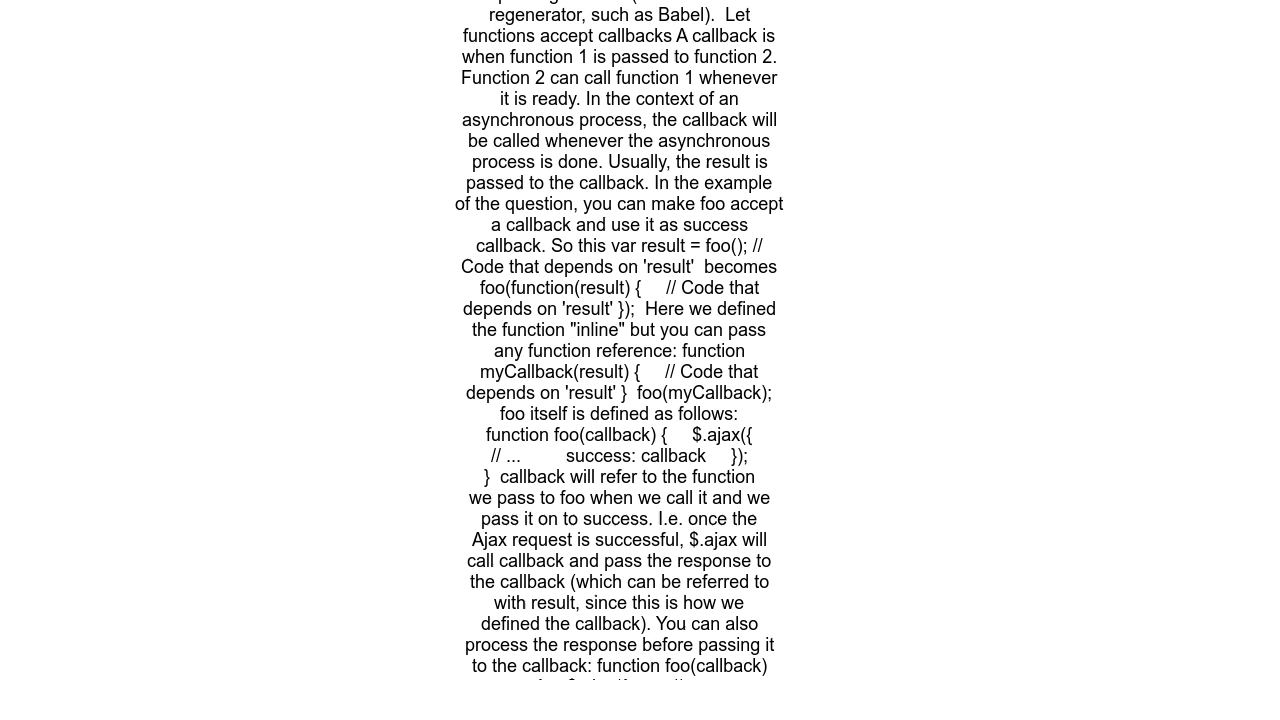 regenerator, such as Babel).  Let
functions accept callbacks A callback is
when function 1 is passed to function 2.
Function 2 can call function 1 whenever
it is ready. In the context of an
asynchronous process, the callback will
be called whenever the asynchronous
process is done. Usually, the result is
passed to the callback. In the example
of the question, you can make foo accept
a callback and use it as success
callback. So this var result = foo(); //
Code that depends on 'result'  becomes
foo(function(result) {     // Code that
depends on 'result' });  Here we defined
the function "inline" but you can pass
any function reference: function
myCallback(result) {     // Code that
depends on 'result' }  foo(myCallback);
foo itself is defined as follows:
function foo(callback) {     $.ajax({
// ...         success: callback     });
}  callback will refer to the function
we pass to foo when we call it and we
pass it on to success. I.e. once the
Ajax request is successful, $.ajax will
call callback and pass the response to
the callback (which can be referred to
with result, since this is how we
defined the callback). You can also
process the response before passing it
to the callback: function foo(callback)